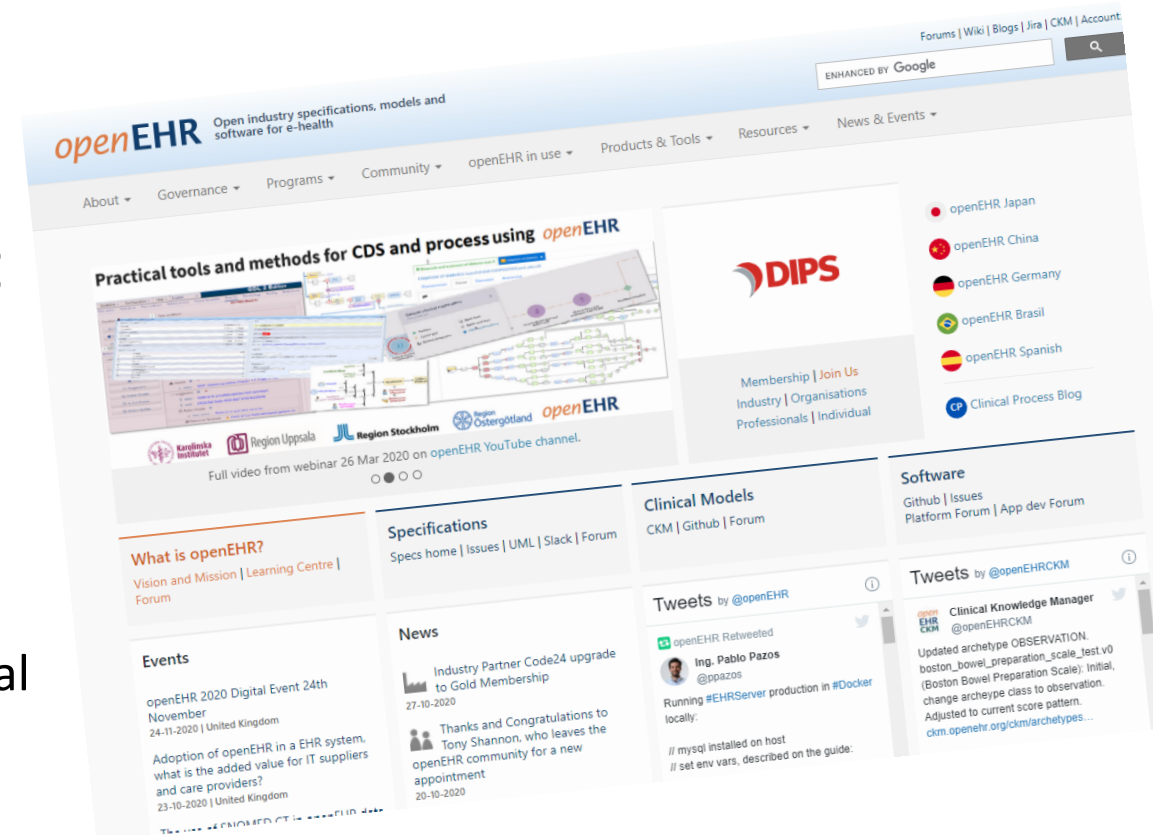 Forums | Wiki | Blogs | Jira | CKM | Account
ENHANCED BY Google
openEHR
Open industry specifications, models and
software for e-health
About
Governance
Programs
Community
openEHR in use
Products & Tools
Resources
News & Events
Practical tools and methods for CDS and process using openEHR
Karolinska
Institutet
Region Uppsala
Region Stockholm
Region
Östergötland
openEHR
Full video from webinar 26 Mar 2020 on openEHR YouTube channel.
DIPS
Membership | Join Us
Industry | Organisations
Professionals | Individual
openEHR Japan
openEHR China
openEHR Germany
openEHR Brasil
openEHR Spanish
CP Clinical Process Blog
What is openEHR?
Vision and Mission | Learning Centre |
Forum
Specifications
Specs home | Issues | UML | Slack | Forum
Clinical Models
CKM | Github | Forum
Software
Github | Issues
Platform Forum | App dev Forum
al
Events
openEHR 2020 Digital Event 24th
November
24-11-2020 | United Kingdom
Adoption of openEHR in a EHR system,
what is the added value for IT suppliers
and care providers?
23-10-2020 | United Kingdom
The use of SNOMED CT in openEHR data
News
Industry Partner Code24 upgrade
to Gold Membership
27-10-2020
Thanks and Congratulations to
Tony Shannon, who leaves the
openEHR community for a new
appointment
20-10-2020
Tweets by @openEHR
openEHR Retweeted
Ing. Pablo Pazos
@ppazos
Running #EHRServer production in #Docker
locally:
// mysql installed on host
// set env vars, described on the guide:
Tweets by @openEHRCKM
open
EHR
CKM
Clinical Knowledge Manager
@openEHRCKM
Updated archetype OBSERVATION.
boston_bowel_preparation_scale_test.v0
(Boston Bowel Preparation Scale): Initial,
change archeype class to observation.
Adjusted to current score pattern.
ckm.openehr.org/ckm/archetypes…